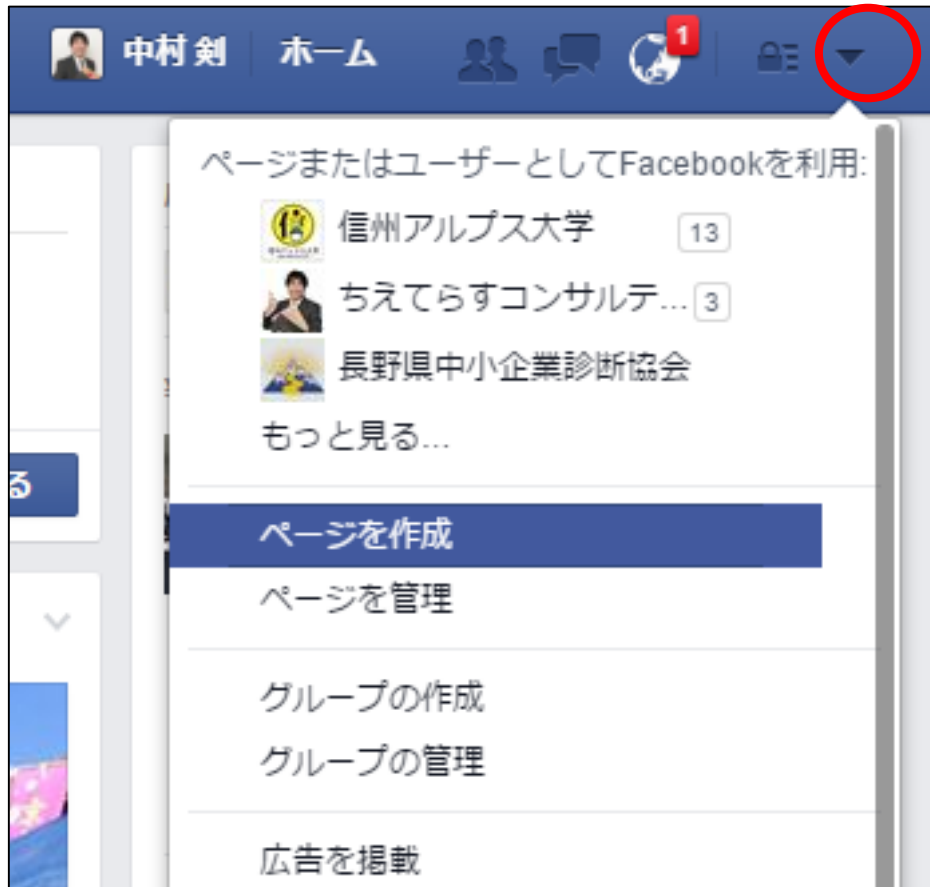 中村 剣 ホーム 1
ページまたはユーザーとしてFacebookを利用:
信州アルプス大学 13
ちえてらすコンサルテ... 3
長野県中小企業診断協会
もっと見る...
る
ページを作成
ページを管理
グループの作成
グループの管理
広告を掲載